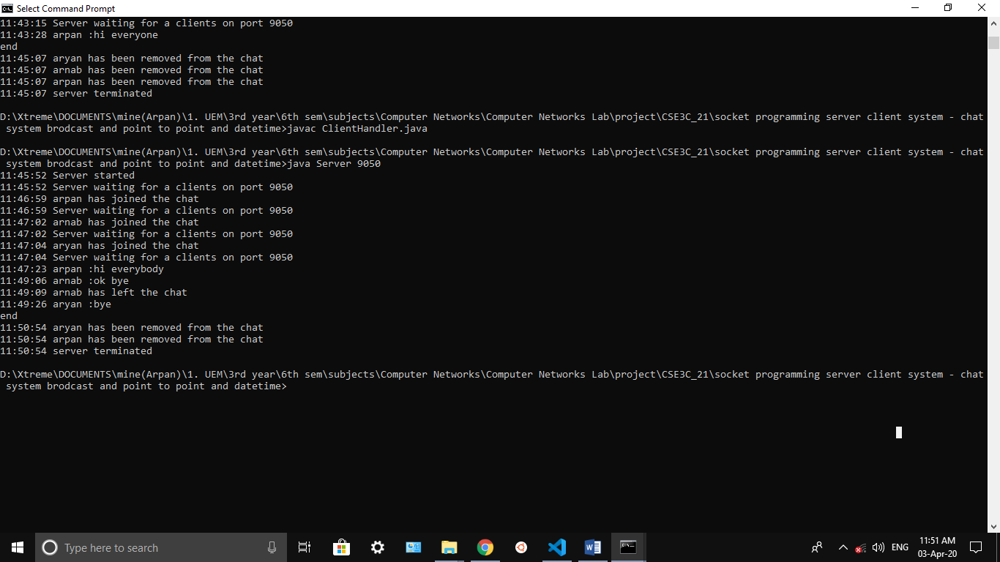 Select Command Prompt
11:43:15 Server waiting for a clients on port 9050
11:43:28 arpan :hi everyone
end
11:45:07 aryan has been removed from the chat
11:45:07 arnab has been removed from the chat
11:45:07 arpan has been removed from the chat
11:45:07 server terminated
D:\Xtreme\DOCUMENTS\mine(Arpan)\1. UEM\3rd year\6th sem\subjects\Computer Networks\Computer Networks Lab\project\CSE3C_21\socket programming server client system - chat
system brodcast and point to point and datetime>javac ClientHandler.java
D:\Xtreme\DOCUMENTS\mine(Arpan)\1. UEM\3rd year\6th sem\subjects\Computer Networks\Computer Networks Lab\project\CSE3C_21\socket programming server client system - chat
system brodcast and point to point and datetime>java Server 9050
11:45:52 Server started
11:45:52 Server waiting for a clients on port 9050
11:46:59 arpan has joined the chat
11:46:59 Server waiting for a clients on port 9050
11:47:02 arnab has joined the chat
11:47:02 Server waiting for a clients on port 9050
11:47:04 aryan has joined the chat
11:47:04 Server waiting for a clients on port 9050
11:47:23 arpan :hi everybody
11:49:06 arnab :ok bye
11:49:09 arnab has left the chat
11:49:26 aryan :bye
end
11:50:54 aryan has been removed from the chat
11:50:54 arpan has been removed from the chat
11:50:54 server terminated
D:\Xtreme\DOCUMENTS\mine(Arpan)\1. UEM\3rd year\6th sem\subjects\Computer Networks\Computer Networks Lab\project\CSE3C_21\socket programming server client system - chat
system brodcast and point to point and datetime>
Type here to search
ENG
11:51 AM
03-Apr-20